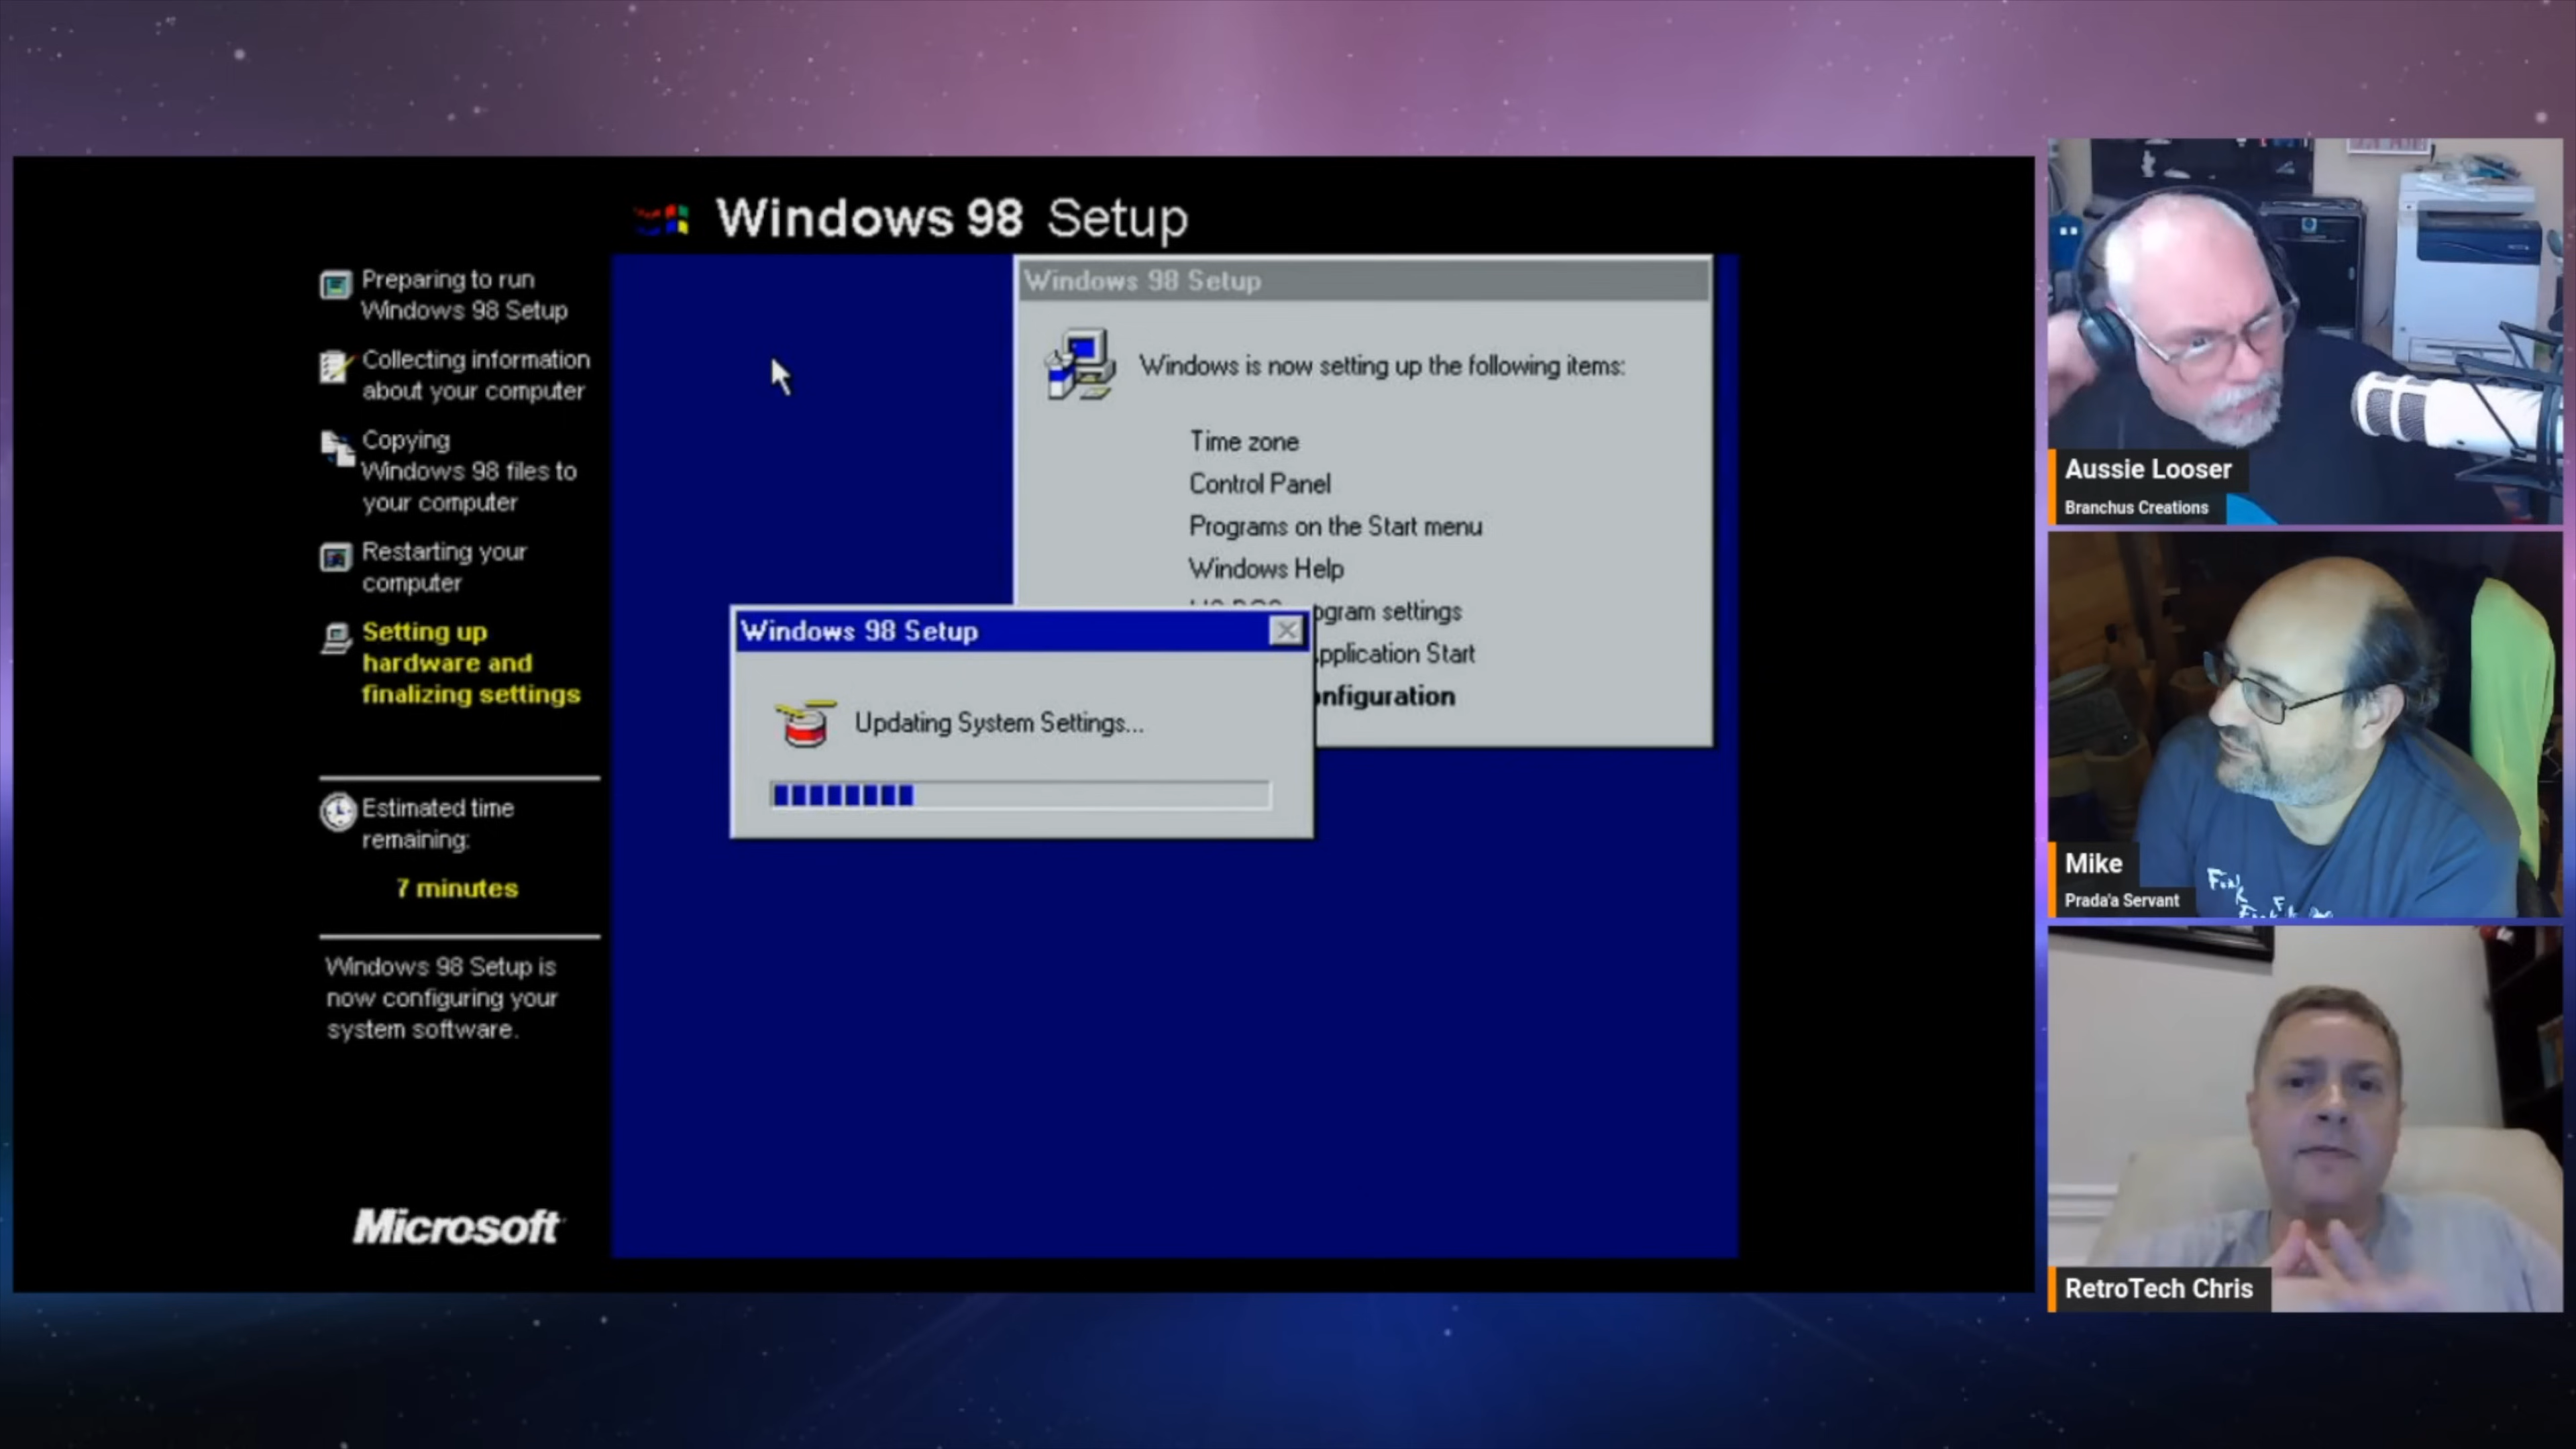 Windows 98 Setup
Preparing to run
Windows 98 Setup
Collecting information
about your computer
Copying
Windows 98 files to
your computer
Restarting your
computer
Setting up
hardware and
finalizing settings
Estimated time
remaining:
7 minutes
Windows 98 Setup is
now configuring your
system software.
Microsoft
Windows 98 Setup
Windows is now setting up the following items:
Time zone
Control Panel
Programs on the Start menu
Windows Help
ogram settings
pplication Start
nfiguration
Windows 98 Setup
Updating System Settings...
Aussie Looser
Branchus Creations
Mike
Prada'a Servant
RetroTech Chris